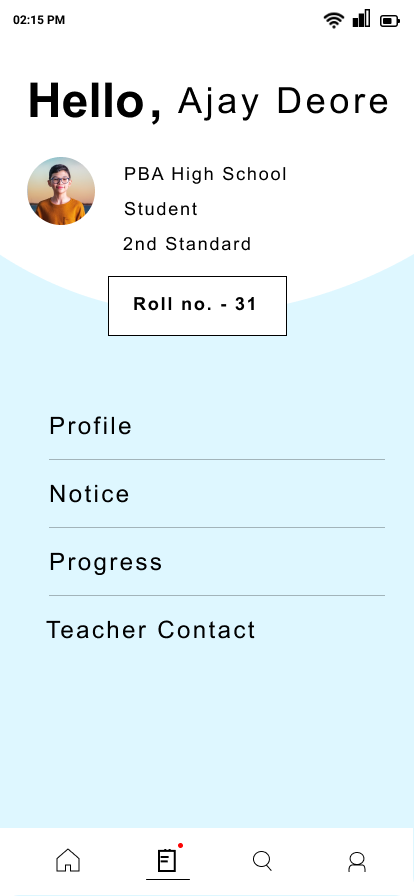 02:15 PM
Hello, Ajay Deore
PBA High School
Student
2nd Standard
Roll no. - 31
Profile
Notice
Progress
Teacher Contact